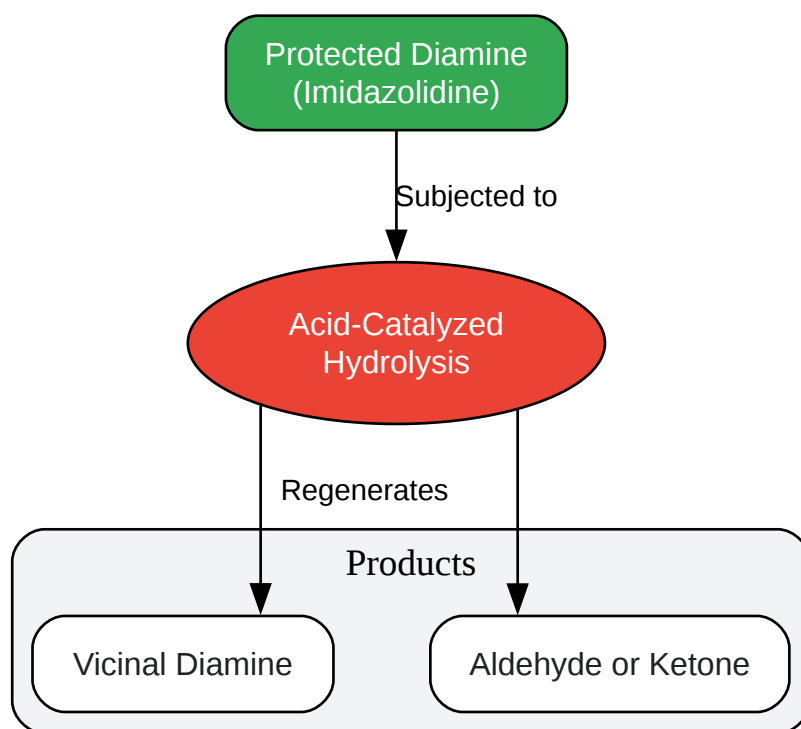 Protected Diamine
(Imidazolidine)
Subjected to
Acid-Catalyzed
Hydrolysis
Regenerates
Products
Vicinal Diamine
Aldehyde or Ketone